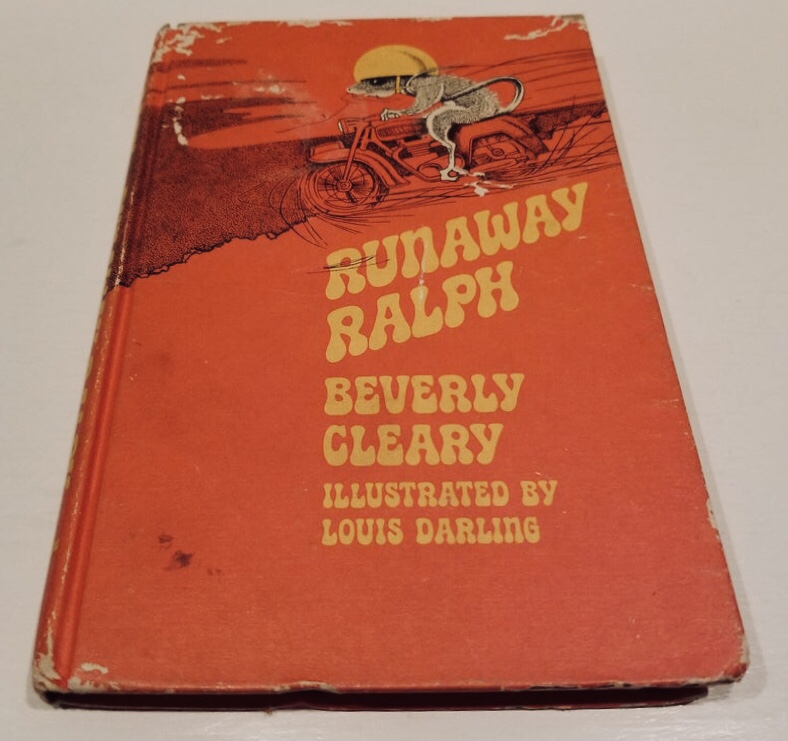 RUNAWAY
RALPH
BEVERLY
CLEARY
ILLUSTRATED BY
LOUIS DARLING